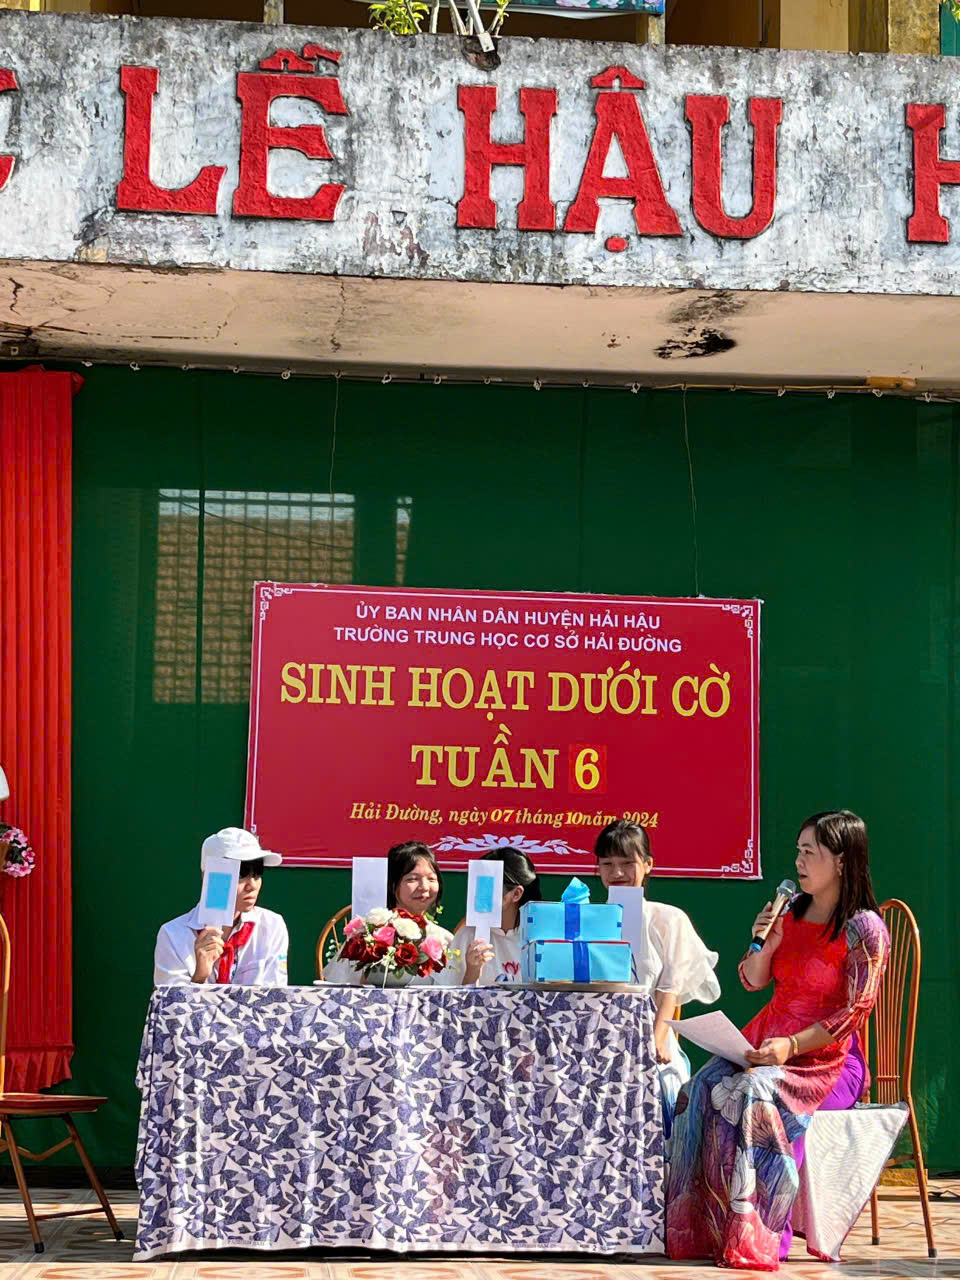 LỄ HẬU H
ỦY BAN NHÂN DÂN HUYỆN HẢI HẬU
TRƯỜNG TRUNG HỌC CƠ SỞ HẢI ĐƯỜNG
SINH HOẠT DƯỚI CỜ
TUẦN 6
Hải Đường, ngày 07 tháng 10 năm 2024